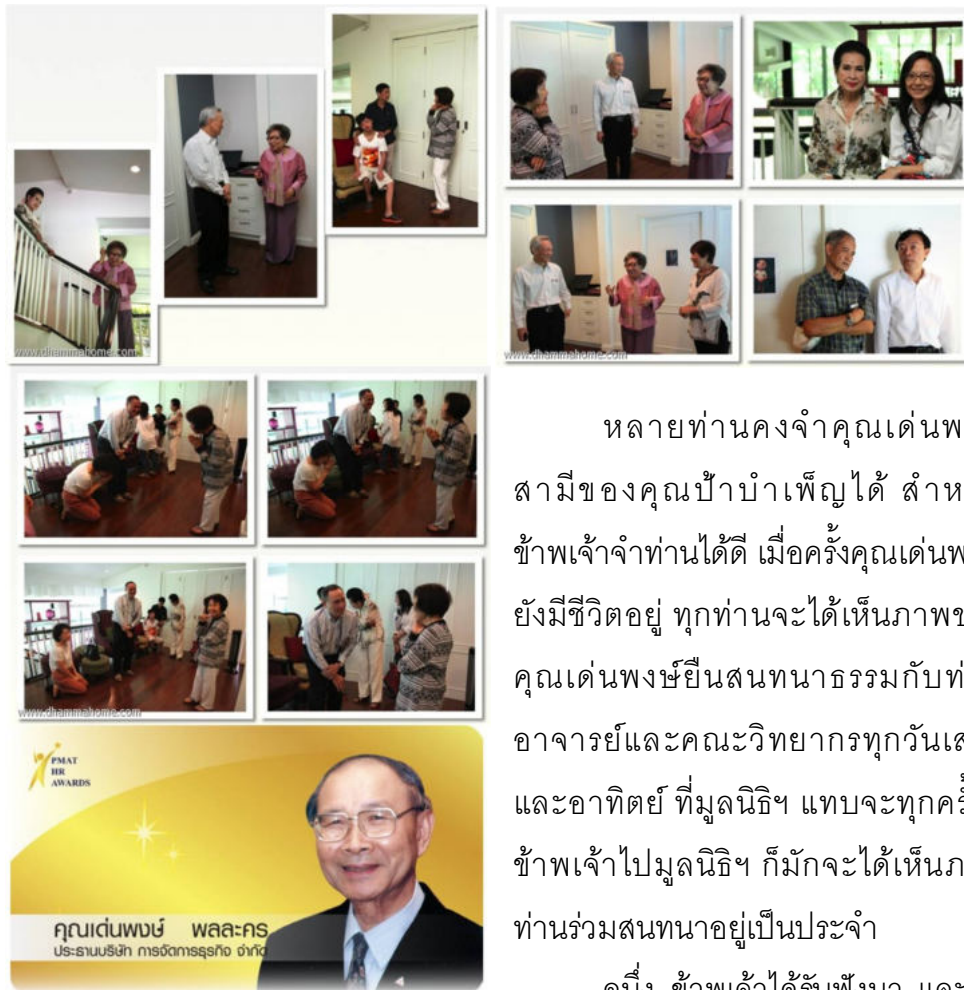 www.dhammahome.com
www.dhammahome.com
www.dhammahome.com
PMAT
HR
AWARDS
คุณเด่นพงษ์ พลละคร
ประธานบริษัท การจัดการธุรกิจ จำกัด
หลายท่านคงจำคุณเด่นพ
สามีของคุณป้าบำเพ็ญได้ สำห
ข้าพเจ้าจำท่านได้ดี เมื่อครั้งคุณเด่นพ
ยังมีชีวิตอยู่ ทุกท่านจะได้เห็นภาพข
คุณเด่นพงษ์ยืนสนทนาธรรมกับท่
อาจารย์และคณะวิทยากรทุกวันเส
และอาทิตย์ ที่มูลนิธิฯ แทบจะทุกครั้
ข้าพเจ้าไปมูลนิธิฯ ก็มักจะได้เห็นภ
ท่านร่วมสนทนาอยู่เป็นประจำ